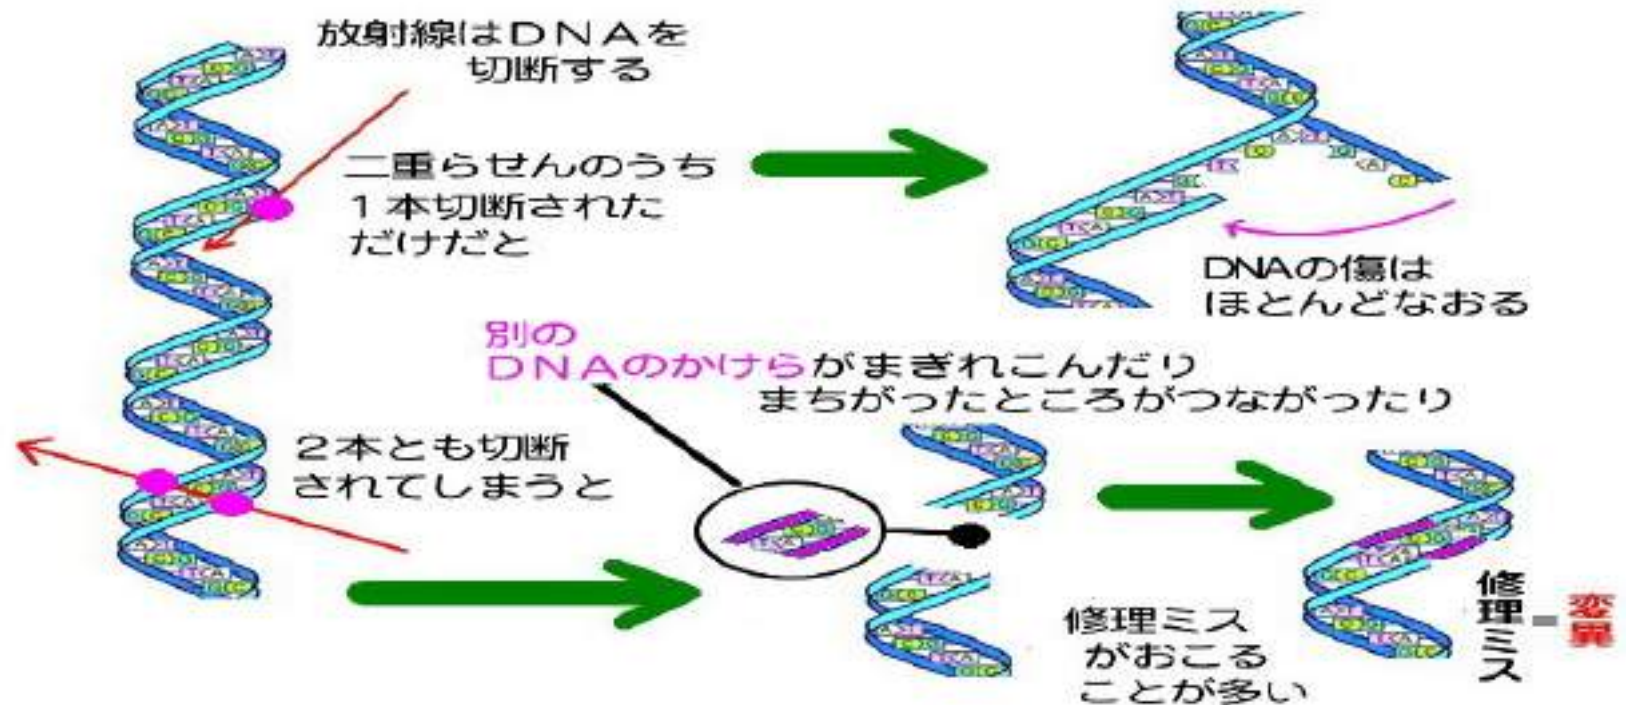 放射線はDNAを
切断する
二重らせんのうち
1本切断された
だけだと
DNAの傷は
ほとんどなおる
別の
DNAのかけらがまぎれこんだり
まちがったところがつながったり
2本とも切断
されてしまうと
修理ミス
がおこる
ことが多い
修理ミス=変異